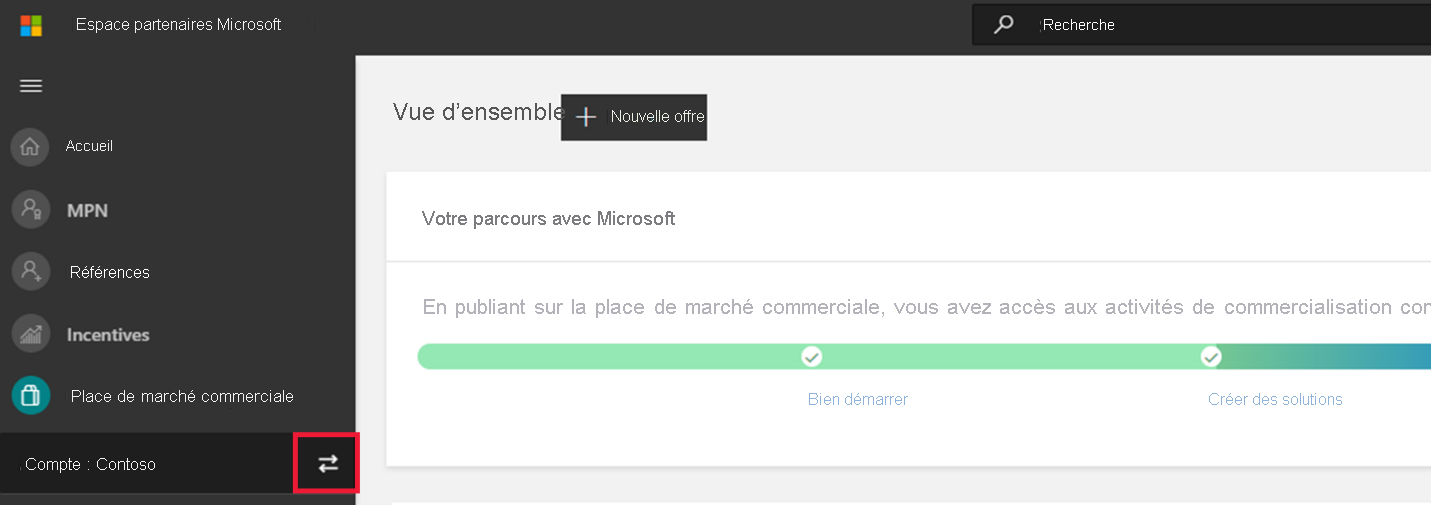 Espace partenaires Microsoft
Recherche
Vue d'ensemble
Nouvelle offre
Accueil
MPN
Références
Incentives
Place de marché commerciale
Compte : Contoso
Votre parcours avec Microsoft
En publiant sur la place de marché commerciale, vous avez accès aux activités de commercialisation con
Bien démarrer
Créer des solutions